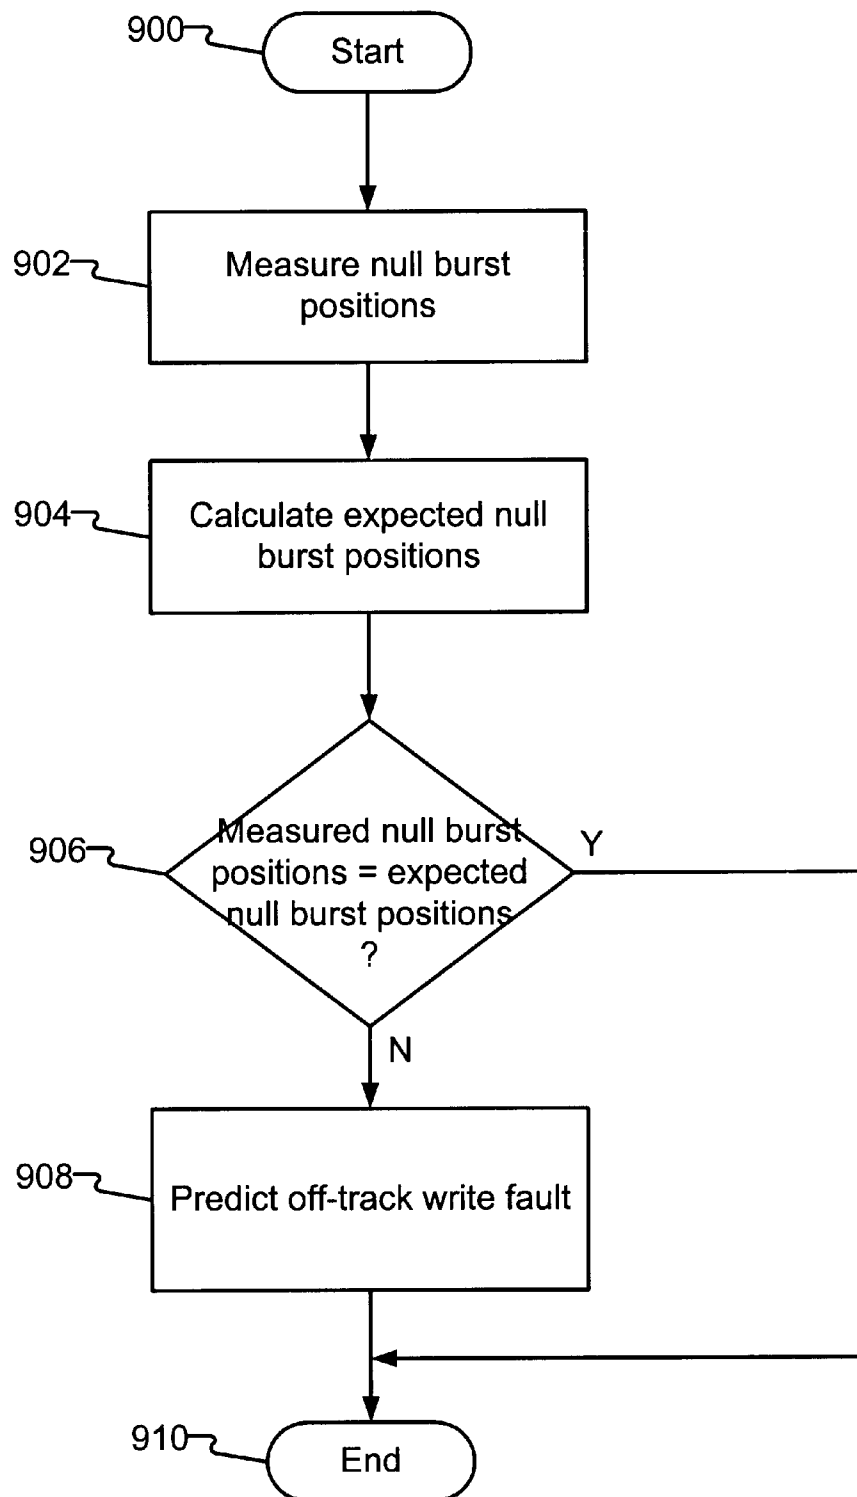 900
Start
902
Measure null burst
positions
904
Calculate expected null
burst positions
906
Measured null burst
positions = expected
null burst positions
?
Y
N
908
Predict off-track write fault
910
End